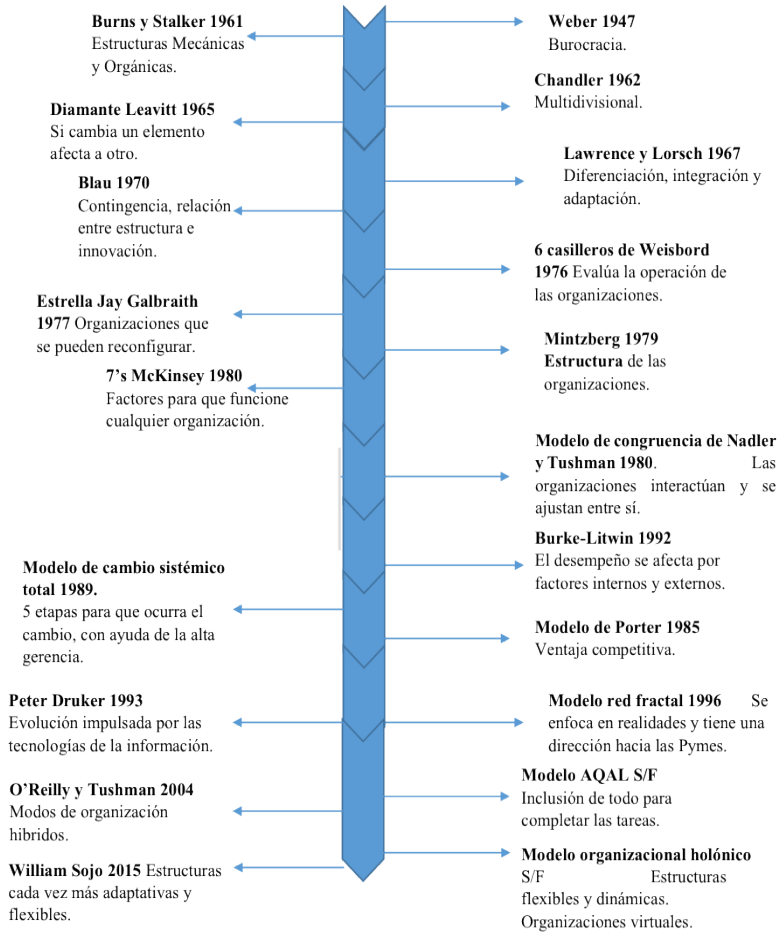 Burns y Stalker 1961
Estructuras Mecánicas
y Orgánicas.
Weber 1947
Burocracia.
Chandler 1962
Multidivisional.
Diamante Leavitt 1965
Si cambia un elemento
afecta a otro.
Lawrence y Lorsch 1967
Diferenciación, integración y
adaptación.
Blau 1970
Contingencia, relación
entre estructura e
innovación.
6 casilleros de Weisbord
1976 Evalúa la operación de
las organizaciones.
Estrella Jay Galbraith
1977 Organizaciones que
se pueden reconfigurar.
Mintzberg 1979
Estructura de las
organizaciones.
7’s McKinsey 1980
Factores para que funcione
cualquier organización.
Modelo de congruencia de Nadler
y Tushman 1980. Las
organizaciones interactúan y se
ajustan entre sí.
Burke-Litwin 1992
El desempeño se afecta por
factores internos y externos.
Modelo de cambio sistémico
total 1989.
5 etapas para que ocurra el
cambio, con ayuda de la alta
gerencia.
Modelo de Porter 1985
Ventaja competitiva.
Peter Druker 1993
Evolución impulsada por las
tecnologías de la información.
Modelo red fractal 1996 Se
enfoca en realidades y tiene una
dirección hacia las Pymes.
O’Reilly y Tushman 2004
Modos de organización
hibridos.
Modelo AQAL S/F
Inclusión de todo para
completar las tareas.
William Sojo 2015 Estructuras
cada vez más adaptativas y
flexibles.
Modelo organizacional holónico
S/F Estructuras
flexibles y dinámicas.
Organizaciones virtuales.